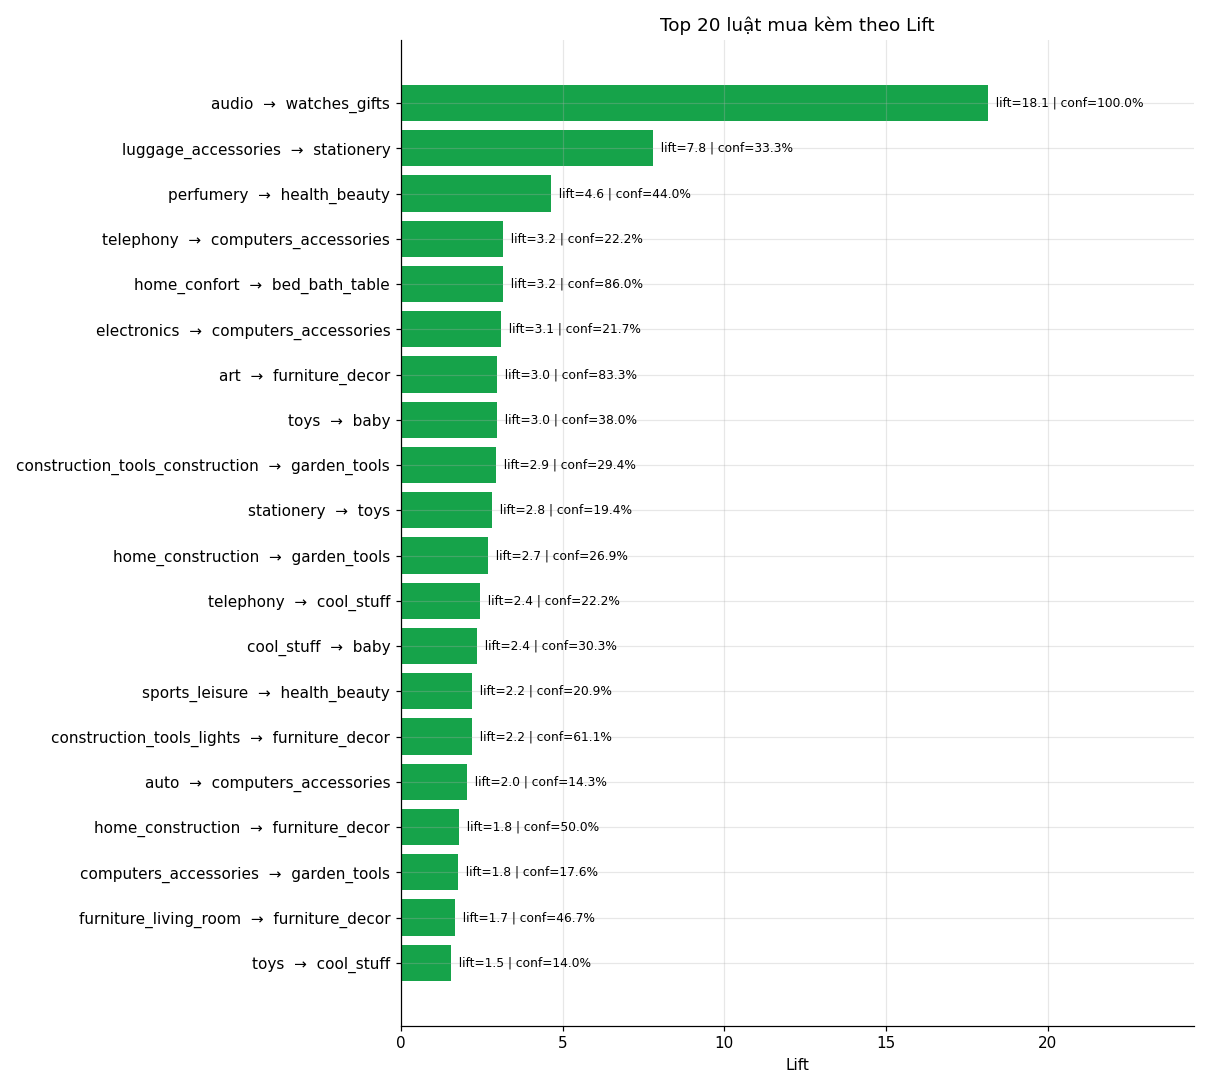 Top 20 luật mua kèm theo Lift
audio → watches_gifts
lift=18.1 | conf=100.0%
luggage_accessories → stationery
lift=7.8 | conf=33.3%
perfumery → health_beauty
lift=4.6 | conf=44.0%
telephony → computers_accessories
lift=3.2 | conf=22.2%
home_confort → bed_bath_table
lift=3.2 | conf=86.0%
electronics → computers_accessories
lift=3.1 | conf=21.7%
art → furniture_decor
lift=3.0 | conf=83.3%
toys → baby
lift=3.0 | conf=38.0%
construction_tools_construction → garden_tools
lift=2.9 | conf=29.4%
stationery → toys
lift=2.8 | conf=19.4%
home_construction → garden_tools
lift=2.7 | conf=26.9%
telephony → cool_stuff
lift=2.4 | conf=22.2%
cool_stuff → baby
lift=2.4 | conf=30.3%
sports_leisure → health_beauty
lift=2.2 | conf=20.9%
construction_tools_lights → furniture_decor
lift=2.2 | conf=61.1%
auto → computers_accessories
lift=2.0 | conf=14.3%
home_construction → furniture_decor
lift=1.8 | conf=50.0%
computers_accessories → garden_tools
lift=1.8 | conf=17.6%
furniture_living_room → furniture_decor
lift=1.7 | conf=46.7%
toys → cool_stuff
lift=1.5 | conf=14.0%
0 5 10 15 20
Lift